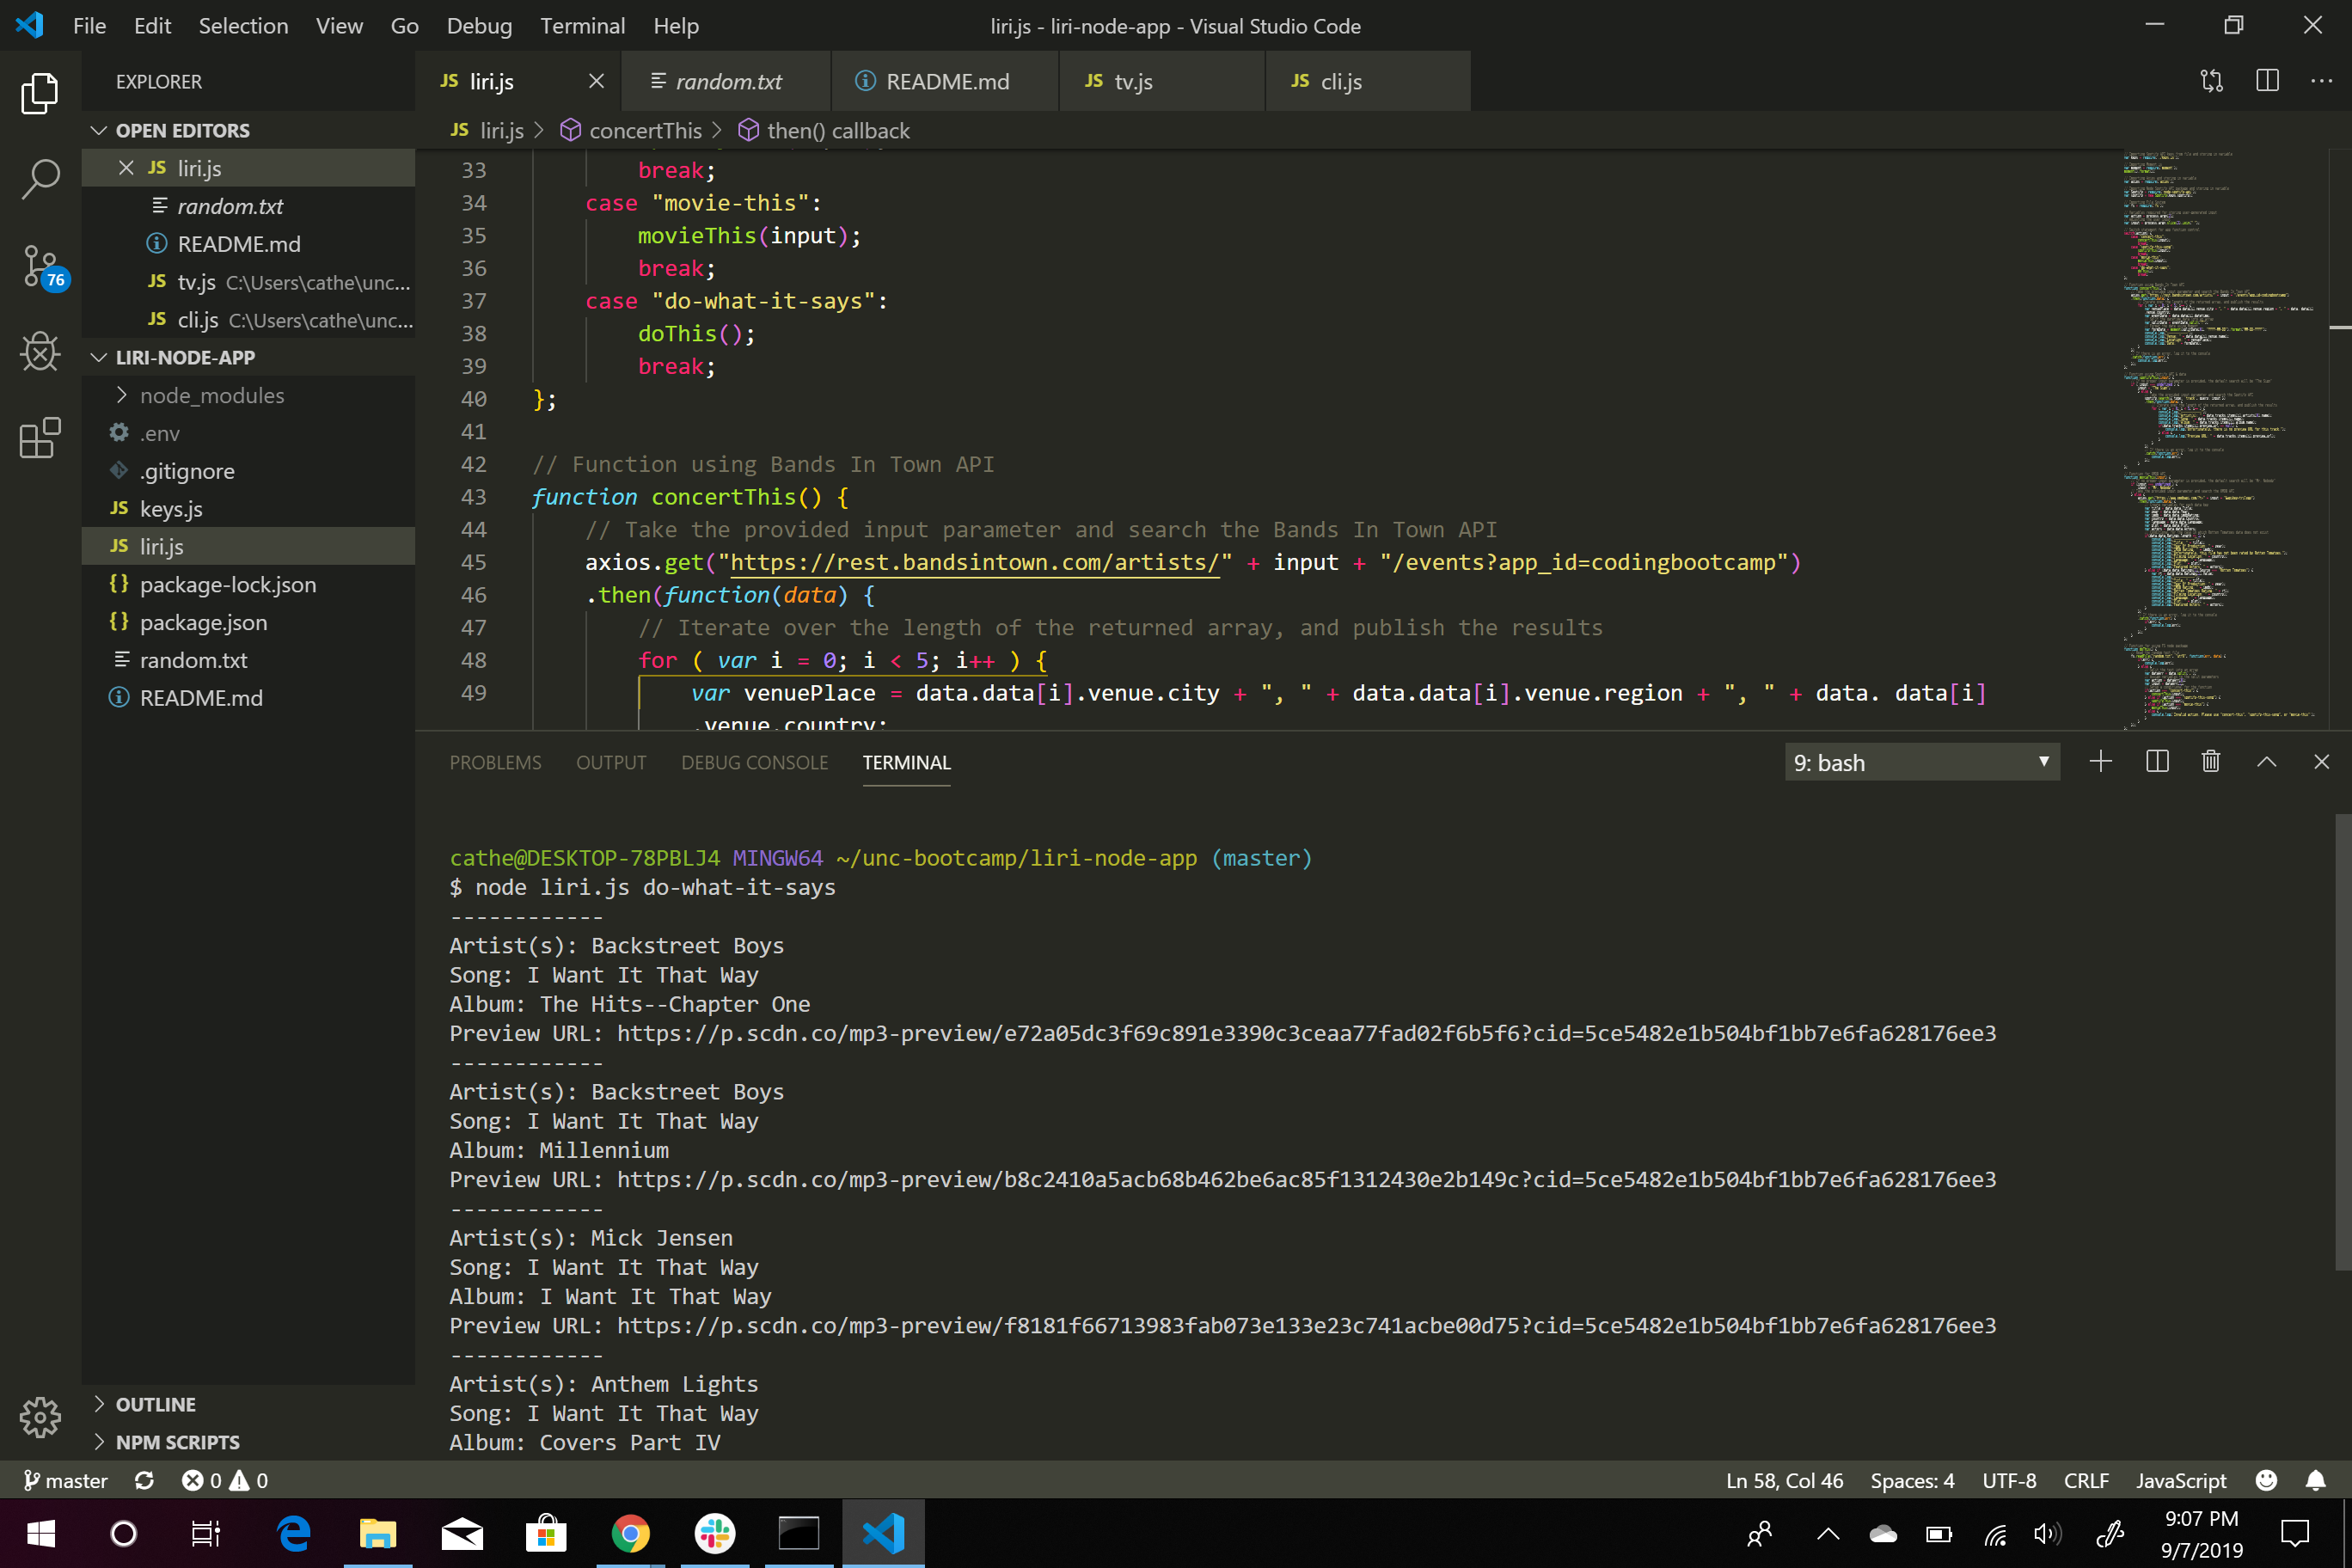 File Edit Selection View Go Debug Terminal Help
liri.js - liri-node-app - Visual Studio Code
EXPLORER
OPEN EDITORS
JS liri.js
random.txt
README.md
JS tv.js C:\Users\cathe\unc...
JS cli.js C:\Users\cathe\unc...
LIRI-NODE-APP
node_modules
.env
.gitignore
JS keys.js
JS liri.js
{} package-lock.json
{} package.json
random.txt
README.md
OUTLINE
NPM SCRIPTS
76
JS liri.js random.txt README.md JS tv.js JS cli.js
JS liri.js > concertThis > then() callback
33 break;
34 case "movie-this":
35 movieThis(input);
36 break;
37 case "do-what-it-says":
38 doThis();
39 break;
40 };
41
42 // Function using Bands In Town API
43 function concertThis() {
44 // Take the provided input parameter and search the Bands In Town API
45 axios.get("https://rest.bandsintown.com/artists/" + input + "/events?app_id=codingbootcamp")
46 .then(function(data) {
47 // Iterate over the length of the returned array, and publish the results
48 for ( var i = 0; i < 5; i++ ) {
49 var venuePlace = data.data[i].venue.city + ", " + data.data[i].venue.region + ", " + data. data[i]
.venue.country;
PROBLEMS OUTPUT DEBUG CONSOLE TERMINAL
9: bash
cathe@DESKTOP-78PBLJ4 MINGW64 ~/unc-bootcamp/liri-node-app (master)
$ node liri.js do-what-it-says
------------
Artist(s): Backstreet Boys
Song: I Want It That Way
Album: The Hits--Chapter One
Preview URL: https://p.scdn.co/mp3-preview/e72a05dc3f69c891e3390c3ceaa77fad02f6b5f6?cid=5ce5482e1b504bf1bb7e6fa628176ee3
------------
Artist(s): Backstreet Boys
Song: I Want It That Way
Album: Millennium
Preview URL: https://p.scdn.co/mp3-preview/b8c2410a5acb68b462be6ac85f1312430e2b149c?cid=5ce5482e1b504bf1bb7e6fa628176ee3
------------
Artist(s): Mick Jensen
Song: I Want It That Way
Album: I Want It That Way
Preview URL: https://p.scdn.co/mp3-preview/f8181f66713983fab073e133e23c741acbe00d75?cid=5ce5482e1b504bf1bb7e6fa628176ee3
------------
Artist(s): Anthem Lights
Song: I Want It That Way
Album: Covers Part IV
master 0 0
Ln 58, Col 46 Spaces: 4 UTF-8 CRLF JavaScript
9:07 PM
9/7/2019